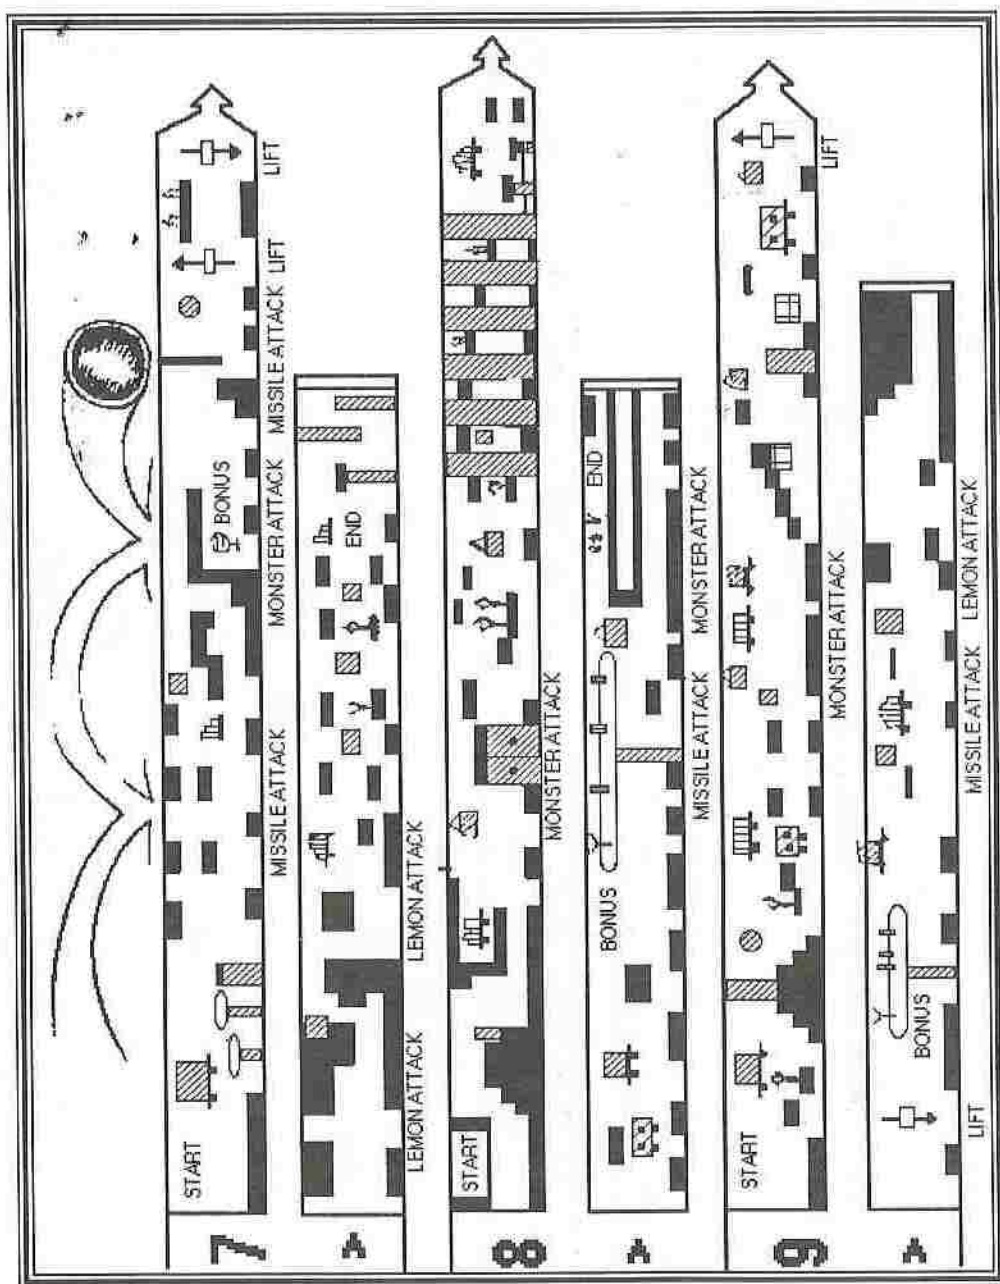 7 START BONUS
MISSILE ATTACK MONSTER ATTACK MISSILE ATTACK LIFT LIFT
> END
LEMON ATTACK LEMON ATTACK
8 START
MONSTER ATTACK
> BONUS END
MISSILE ATTACK MONSTER ATTACK
9 START
MONSTER ATTACK LIFT
> BONUS
LIFT MISSILE ATTACK LEMON ATTACK